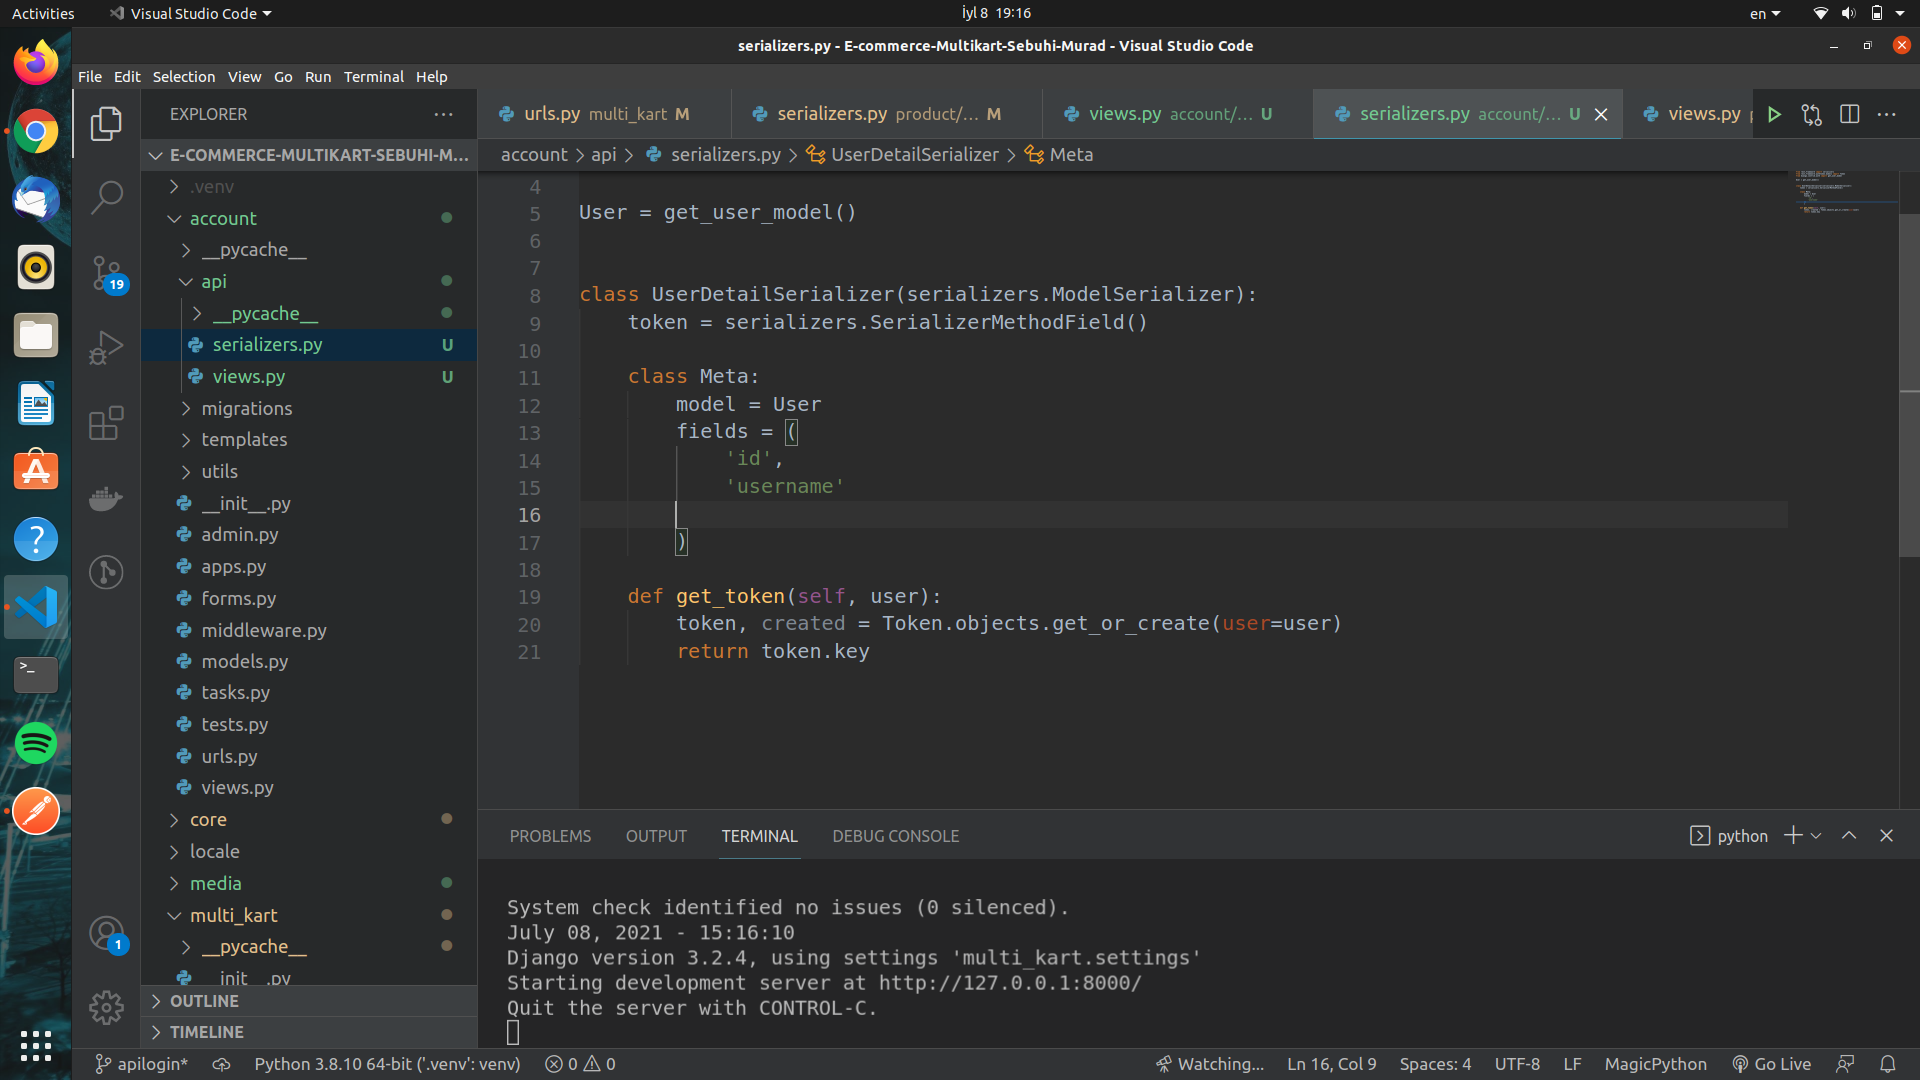 Activities
Visual Studio Code
İyl 8 19:16
en
serializers.py - E-commerce-Multikart-Sebuhi-Murad - Visual Studio Code
File Edit Selection View Go Run Terminal Help
EXPLORER
E-COMMERCE-MULTIKART-SEBUHI-M...
.venv
account
__pycache__
api
__pycache__
serializers.py U
views.py U
migrations
templates
utils
__init__.py
admin.py
apps.py
forms.py
middleware.py
models.py
tasks.py
tests.py
urls.py
views.py
core
locale
media
multi_kart
__pycache__
__init__.py
OUTLINE
TIMELINE
19
1
urls.py multi_kart M
serializers.py product/... M
views.py account/... U
serializers.py account/... U
views.py
account > api > serializers.py > UserDetailSerializer > Meta
4
5 User = get_user_model()
6
7
8 class UserDetailSerializer(serializers.ModelSerializer):
9 token = serializers.SerializerMethodField()
10
11 class Meta:
12 model = User
13 fields = (
14 'id',
15 'username'
16
17 )
18
19 def get_token(self, user):
20 token, created = Token.objects.get_or_create(user=user)
21 return token.key
PROBLEMS OUTPUT TERMINAL DEBUG CONSOLE
python
System check identified no issues (0 silenced).
July 08, 2021 - 15:16:10
Django version 3.2.4, using settings 'multi_kart.settings'
Starting development server at http://127.0.0.1:8000/
Quit the server with CONTROL-C.
apilogin* Python 3.8.10 64-bit ('.venv': venv) 0 0 Watching... Ln 16, Col 9 Spaces: 4 UTF-8 LF MagicPython Go Live